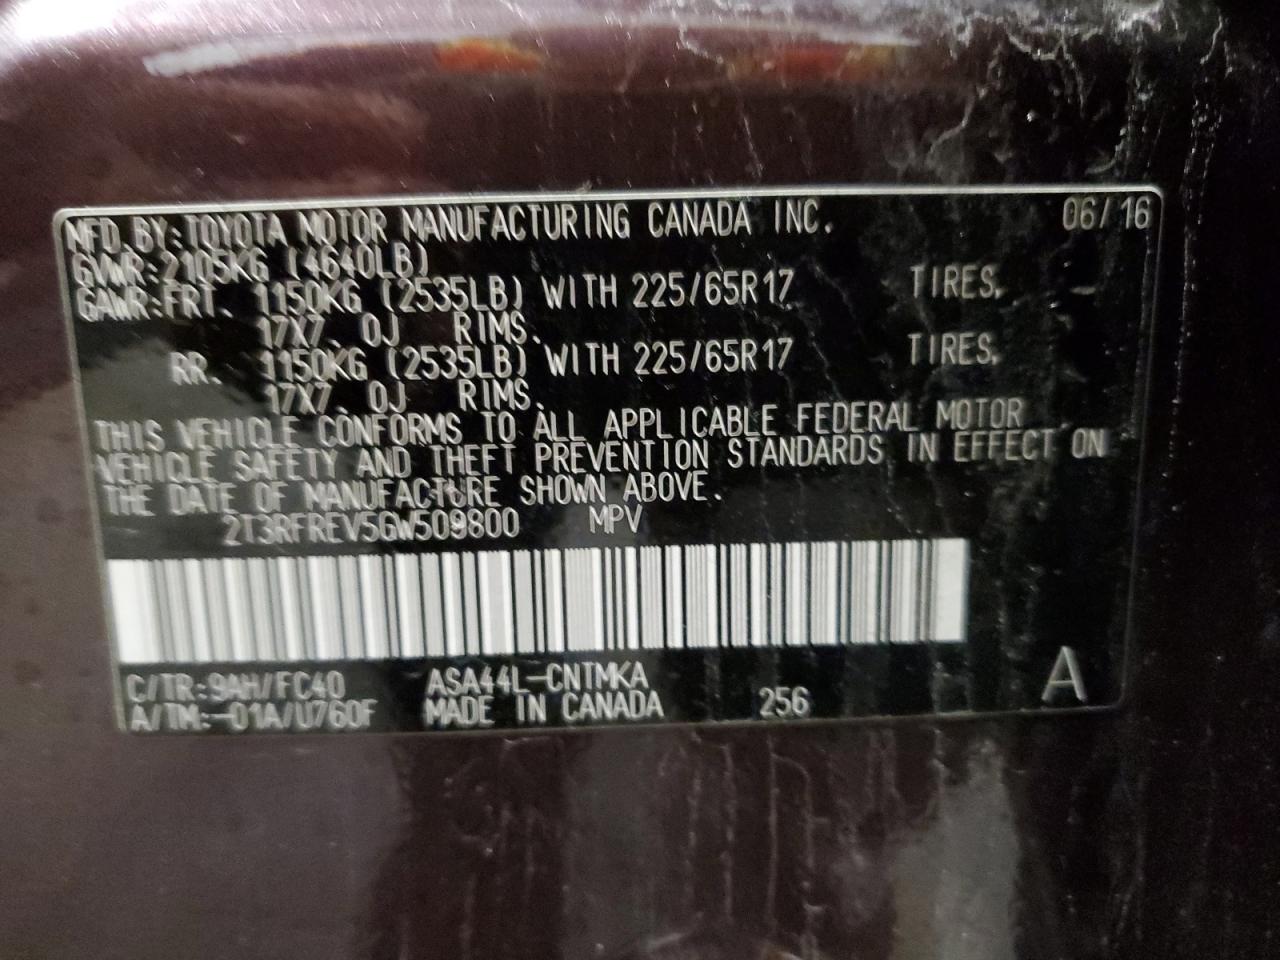 MFD. BY: TOYOTA MOTOR MANUFACTURING CANADA INC. 06/16
GVWR: 2105KG (4640LB)
GAWR: FRT. 1150KG (2535LB) WITH 225/65R17 TIRES,
17X7.0J RIMS.
RR. 1150KG (2535LB) WITH 225/65R17 TIRES,
17X7.0J RIMS.
THIS VEHICLE CONFORMS TO ALL APPLICABLE FEDERAL MOTOR
VEHICLE SAFETY AND THEFT PREVENTION STANDARDS IN EFFECT ON
THE DATE OF MANUFACTURE SHOWN ABOVE.
2T3RFREV5GW509800 MPV
C/TR: 9AH/FC40 ASA44L-CNTMKA
A/TM: -01A/U760F MADE IN CANADA 256 A